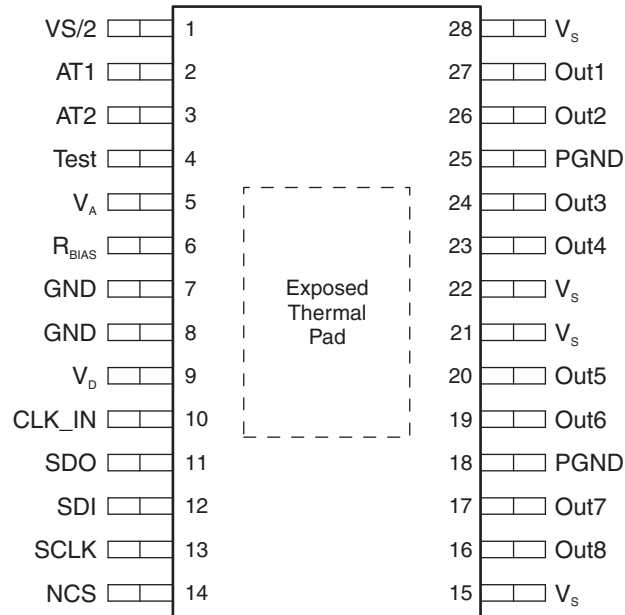 VS/2 1 28 VS
AT1 2 27 Out1
AT2 3 26 Out2
Test 4 25 PGND
VA 5 24 Out3
RBIAS 6 23 Out4
GND 7 22 VS
GND 8 21 VS
VD 9 20 Out5
CLK_IN 10 19 Out6
SDO 11 18 PGND
SDI 12 17 Out7
SCLK 13 16 Out8
NCS 14 15 VS
Exposed
Thermal
Pad